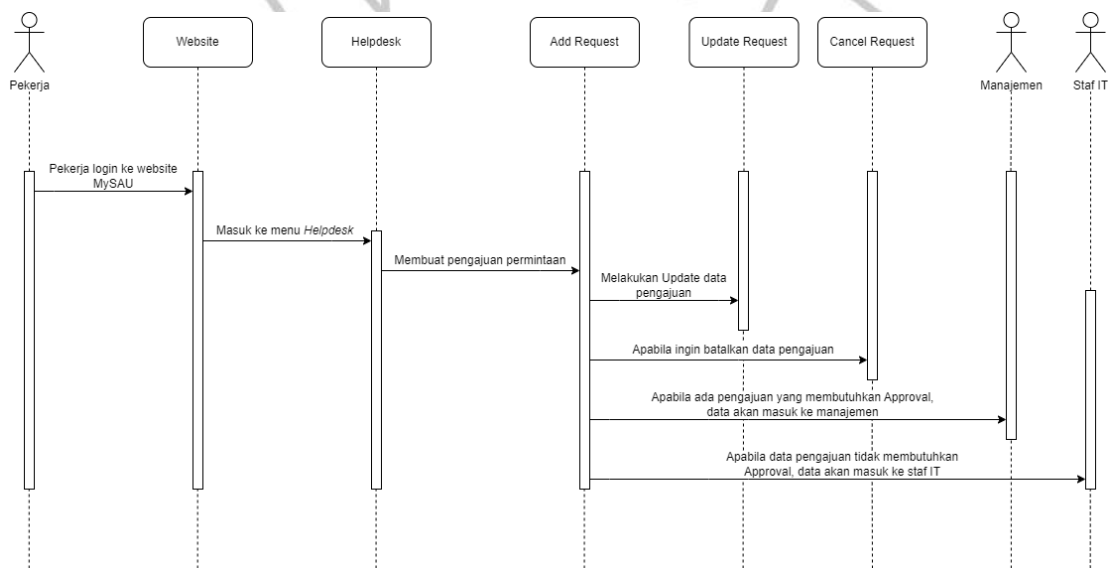 Website
Helpdesk
Add Request
Update Request
Cancel Request
Pekerja
Manajemen
Staf IT
Pekerja login ke website
MySAU
Masuk ke menu Helpdesk
Membuat pengajuan permintaan
Melakukan Update data
pengajuan
Apabila ingin batalkan data pengajuan
Apabila ada pengajuan yang membutuhkan Approval,
data akan masuk ke manajemen
Apabila data pengajuan tidak membutuhkan
Approval, data akan masuk ke staf IT